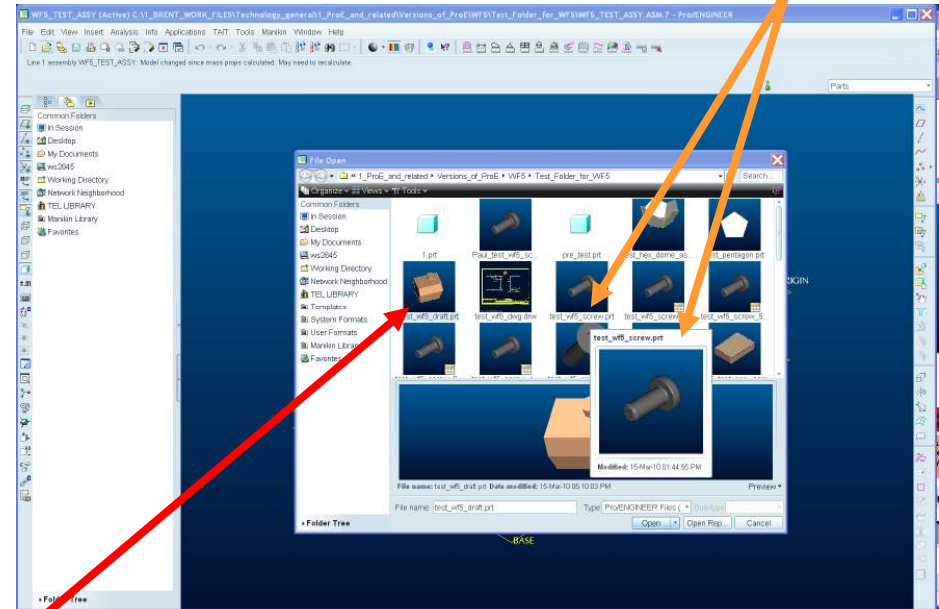 WF5_TEST_ASSY (Active) C:\1_BRENT_WORK_FILES\Technology_general\1_ProE_and_related\Versions_of_ProE\WF5\Test_Folder_for_WF5\WF5_TEST_ASSY.ASM.7 - Pro/ENGINEER
File Edit View Insert Analysis Info Applications TAIT Tools Manikin Window Help
Line 1 assembly WF5_TEST_ASSY: Model changed since mass props calculated. May need to recalculate.
Parts
Common Folders
In Session
Desktop
My Documents
ws2645
Working Directory
Network Neighborhood
TEL LIBRARY
Manikin Library
Favorites
File Open
« 1_ProE_and_related ▸ Versions_of_ProE ▸ WF5 ▸ Test_Folder_for_WF5
Search...
Organize Views Tools
Common Folders
In Session
Desktop
My Documents
ws2645
Working Directory
Network Neighborhood
TEL LIBRARY
Templates
System Formats
User Formats
Manikin Library
Favorites
1.prt Paul_test_wf5_sc... pre_test.prt test_hex_dome_as... test_pentagon.prt
test_wf5_draft.prt test_wf5_dwg.drw test_wf5_screw.prt test_wf5_screw test_wf5_screw_5...
test_wf5_screw.prt
Modified: 15-Mar-10 01:44:55 PM
File name: test_wf5_draft.prt Date modified: 15-Mar-10 05:10:03 PM
Preview
File name: test_wf5_draft.prt
Type Pro/ENGINEER Files (. Sub-type
Folder Tree
Open Open Rep... Cancel
BASE
Folder Tree